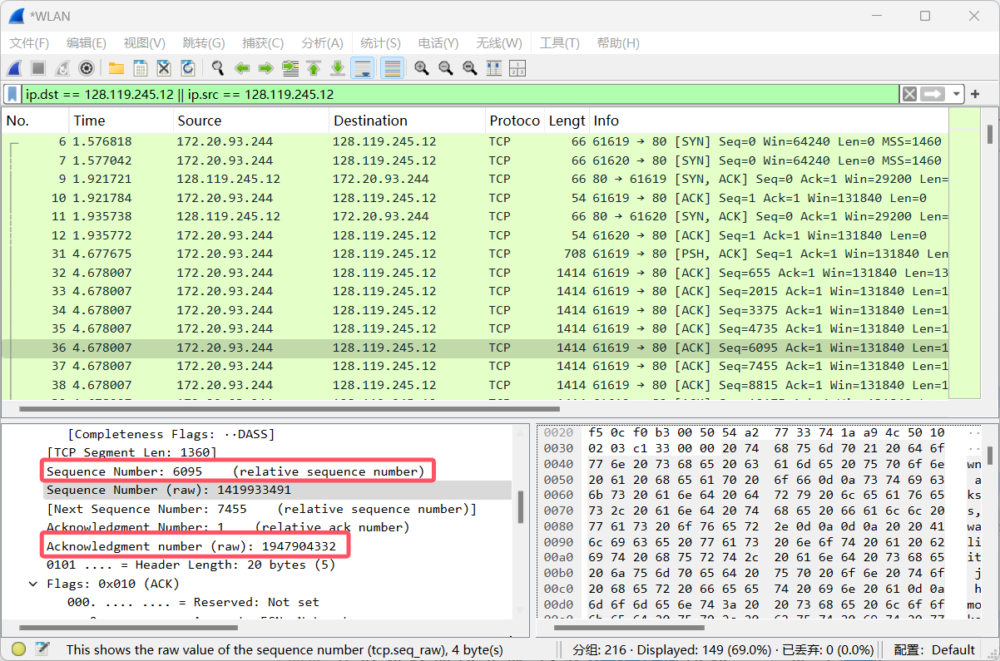 *WLAN
文件(F) 编辑(E) 视图(V) 跳转(G) 捕获(C) 分析(A) 统计(S) 电话(Y) 无线(W) 工具(T) 帮助(H)
ip.dst == 128.119.245.12 || ip.src == 128.119.245.12
No. Time Source Destination Protoco Lengt Info
6 1.576818 172.20.93.244 128.119.245.12 TCP 66 61619 → 80 [SYN] Seq=0 Win=64240 Len=0 MSS=1460
7 1.577042 172.20.93.244 128.119.245.12 TCP 66 61620 → 80 [SYN] Seq=0 Win=64240 Len=0 MSS=1460
9 1.921721 128.119.245.12 172.20.93.244 TCP 66 80 → 61619 [SYN, ACK] Seq=0 Ack=1 Win=29200 Len=
10 1.921784 172.20.93.244 128.119.245.12 TCP 54 61619 → 80 [ACK] Seq=1 Ack=1 Win=131840 Len=0
11 1.935738 128.119.245.12 172.20.93.244 TCP 66 80 → 61620 [SYN, ACK] Seq=0 Ack=1 Win=29200 Len=
12 1.935772 172.20.93.244 128.119.245.12 TCP 54 61620 → 80 [ACK] Seq=1 Ack=1 Win=131840 Len=0
31 4.677675 172.20.93.244 128.119.245.12 TCP 708 61619 → 80 [PSH, ACK] Seq=1 Ack=1 Win=131840 Len
32 4.678007 172.20.93.244 128.119.245.12 TCP 1414 61619 → 80 [ACK] Seq=655 Ack=1 Win=131840 Len=13
33 4.678007 172.20.93.244 128.119.245.12 TCP 1414 61619 → 80 [ACK] Seq=2015 Ack=1 Win=131840 Len=1
34 4.678007 172.20.93.244 128.119.245.12 TCP 1414 61619 → 80 [ACK] Seq=3375 Ack=1 Win=131840 Len=1
35 4.678007 172.20.93.244 128.119.245.12 TCP 1414 61619 → 80 [ACK] Seq=4735 Ack=1 Win=131840 Len=1
36 4.678007 172.20.93.244 128.119.245.12 TCP 1414 61619 → 80 [ACK] Seq=6095 Ack=1 Win=131840 Len=1
37 4.678007 172.20.93.244 128.119.245.12 TCP 1414 61619 → 80 [ACK] Seq=7455 Ack=1 Win=131840 Len=1
38 4.678007 172.20.93.244 128.119.245.12 TCP 1414 61619 → 80 [ACK] Seq=8815 Ack=1 Win=131840 Len=1
[Completeness Flags: ··DASS]
[TCP Segment Len: 1360]
Sequence Number: 6095 (relative sequence number)
Sequence Number (raw): 1419933491
[Next Sequence Number: 7455 (relative sequence number)]
Acknowledgment Number: 1 (relative ack number)
Acknowledgment number (raw): 1947904332
0101 .... = Header Length: 20 bytes (5)
Flags: 0x010 (ACK)
000. .... .... = Reserved: Not set
0020 f5 0c f0 b3 00 50 54 a2 77 33 74 1a a9 4c 50 10 ··
0030 02 03 c1 33 00 00 20 74 68 75 6d 70 21 20 64 6f ··
0040 77 6e 20 73 68 65 20 63 61 6d 65 20 75 70 6f 6e wn
0050 20 61 20 68 65 61 70 20 6f 66 0d 0a 73 74 69 63 a
0060 6b 73 20 61 6e 64 20 64 72 79 20 6c 65 61 76 65 ks
0070 73 2c 20 61 6e 64 20 74 68 65 20 66 61 6c 6c 20 s,
0080 77 61 73 20 6f 76 65 72 2e 0d 0a 0d 0a 20 20 41 wa
0090 6c 69 63 65 20 77 61 73 20 6e 6f 74 20 61 20 62 li
00a0 69 74 20 68 75 72 74 2c 20 61 6e 64 20 73 68 65 it
00b0 20 6a 75 6d 70 65 64 20 75 70 20 6f 6e 20 74 6f j
00c0 20 68 65 72 20 66 65 65 74 20 69 6e 20 61 0d 0a h
00d0 6d 6f 6d 65 6e 74 3a 20 20 73 68 65 20 6c 6f 6f mo
This shows the raw value of the sequence number (tcp.seq_raw), 4 byte(s)
分组: 216 · Displayed: 149 (69.0%) · 已丢弃: 0 (0.0%)
配置: Default